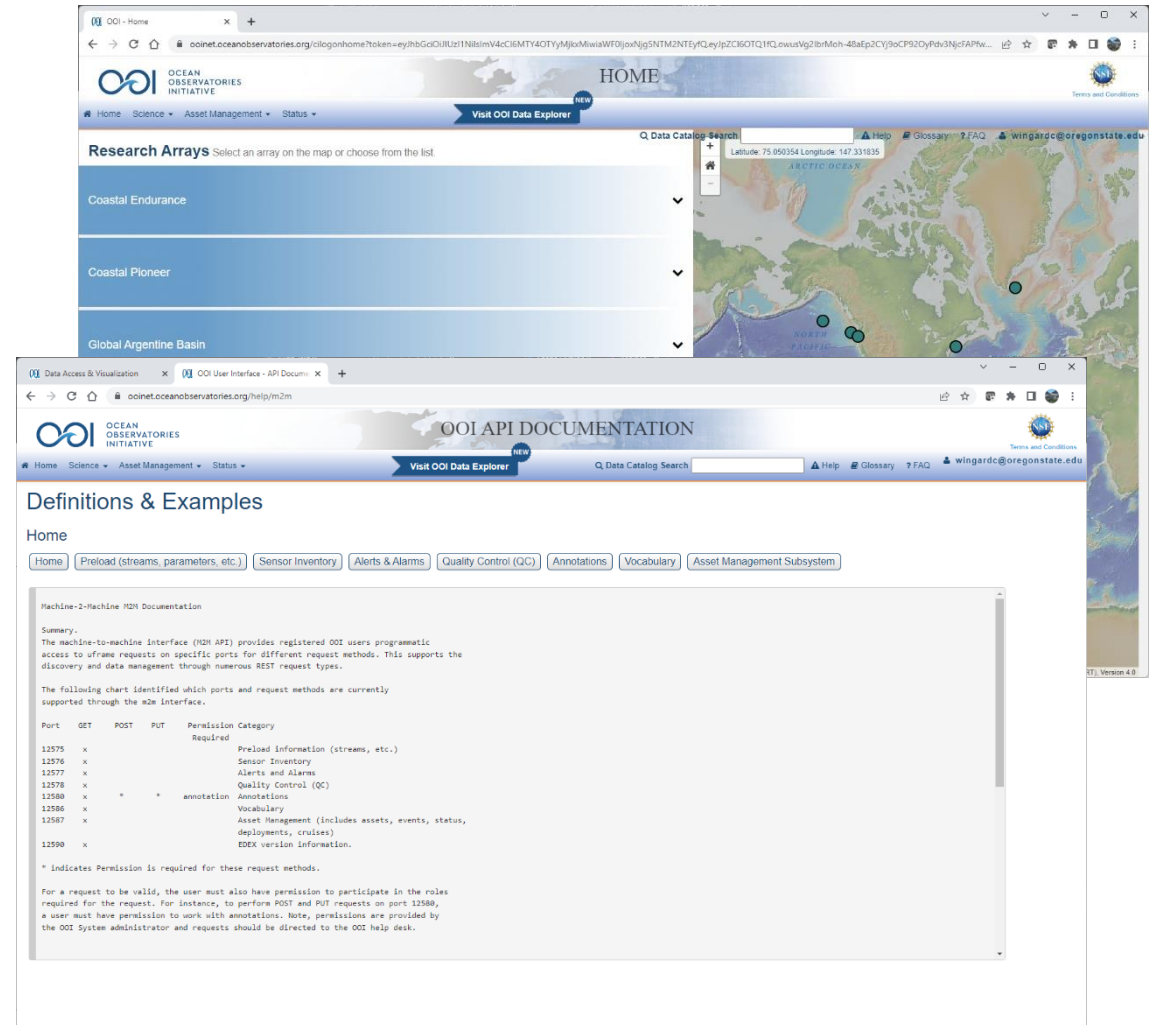 OOI - Home
ooinet.oceanobservatories.org/cilogonhome?token=
OOI OCEAN
OBSERVATORIES
INITIATIVE
HOME
NSF
Terms and Conditions
Home Science Asset Management Status
Visit OOI Data Explorer NEW
Data Catalog Search
Help Glossary ? FAQ wingardc@oregonstate.edu
Research Arrays Select an array on the map or choose from the list
Latitude: 75.050354 Longitude: 147.331835
ARCTIC OCEAN
Coastal Endurance
Coastal Pioneer
Global Argentine Basin
NORTH
PACIFIC
Version 4.0
Data Access & Visualization
OOI User Interface - API Docume
ooinet.oceanobservatories.org/help/m2m
OOI OCEAN
OBSERVATORIES
INITIATIVE
OOI API DOCUMENTATION
NSF
Terms and Conditions
Home Science Asset Management Status
Visit OOI Data Explorer NEW
Data Catalog Search
Help Glossary ? FAQ wingardc@oregonstate.edu
Definitions & Examples
Home
Home Preload (streams, parameters, etc.) Sensor Inventory Alerts & Alarms Quality Control (QC) Annotations Vocabulary Asset Management Subsystem
Machine-2-Machine M2M Documentation
Summary.
The machine-to-machine interface (M2M API) provides registered OOI users programmatic
access to uframe requests on specific ports for different request methods. This supports the
discovery and data management through numerous REST request types.
The following chart identified which ports and request methods are currently
supported through the m2m interface.
Port GET POST PUT Permission Category
Required
12575 x Preload information (streams, etc.)
12576 x Sensor Inventory
12577 x Alerts and Alarms
12578 x Quality Control (QC)
12580 x * * annotation Annotations
12586 x Vocabulary
12587 x Asset Management (includes assets, events, status,
deployments, cruises)
12590 x EDEX version information.
* indicates Permission is required for these request methods.
For a request to be valid, the user must also have permission to participate in the roles
required for the request. For instance, to perform POST and PUT requests on port 12580,
a user must have permission to work with annotations. Note, permissions are provided by
the OOI System administrator and requests should be directed to the OOI help desk.